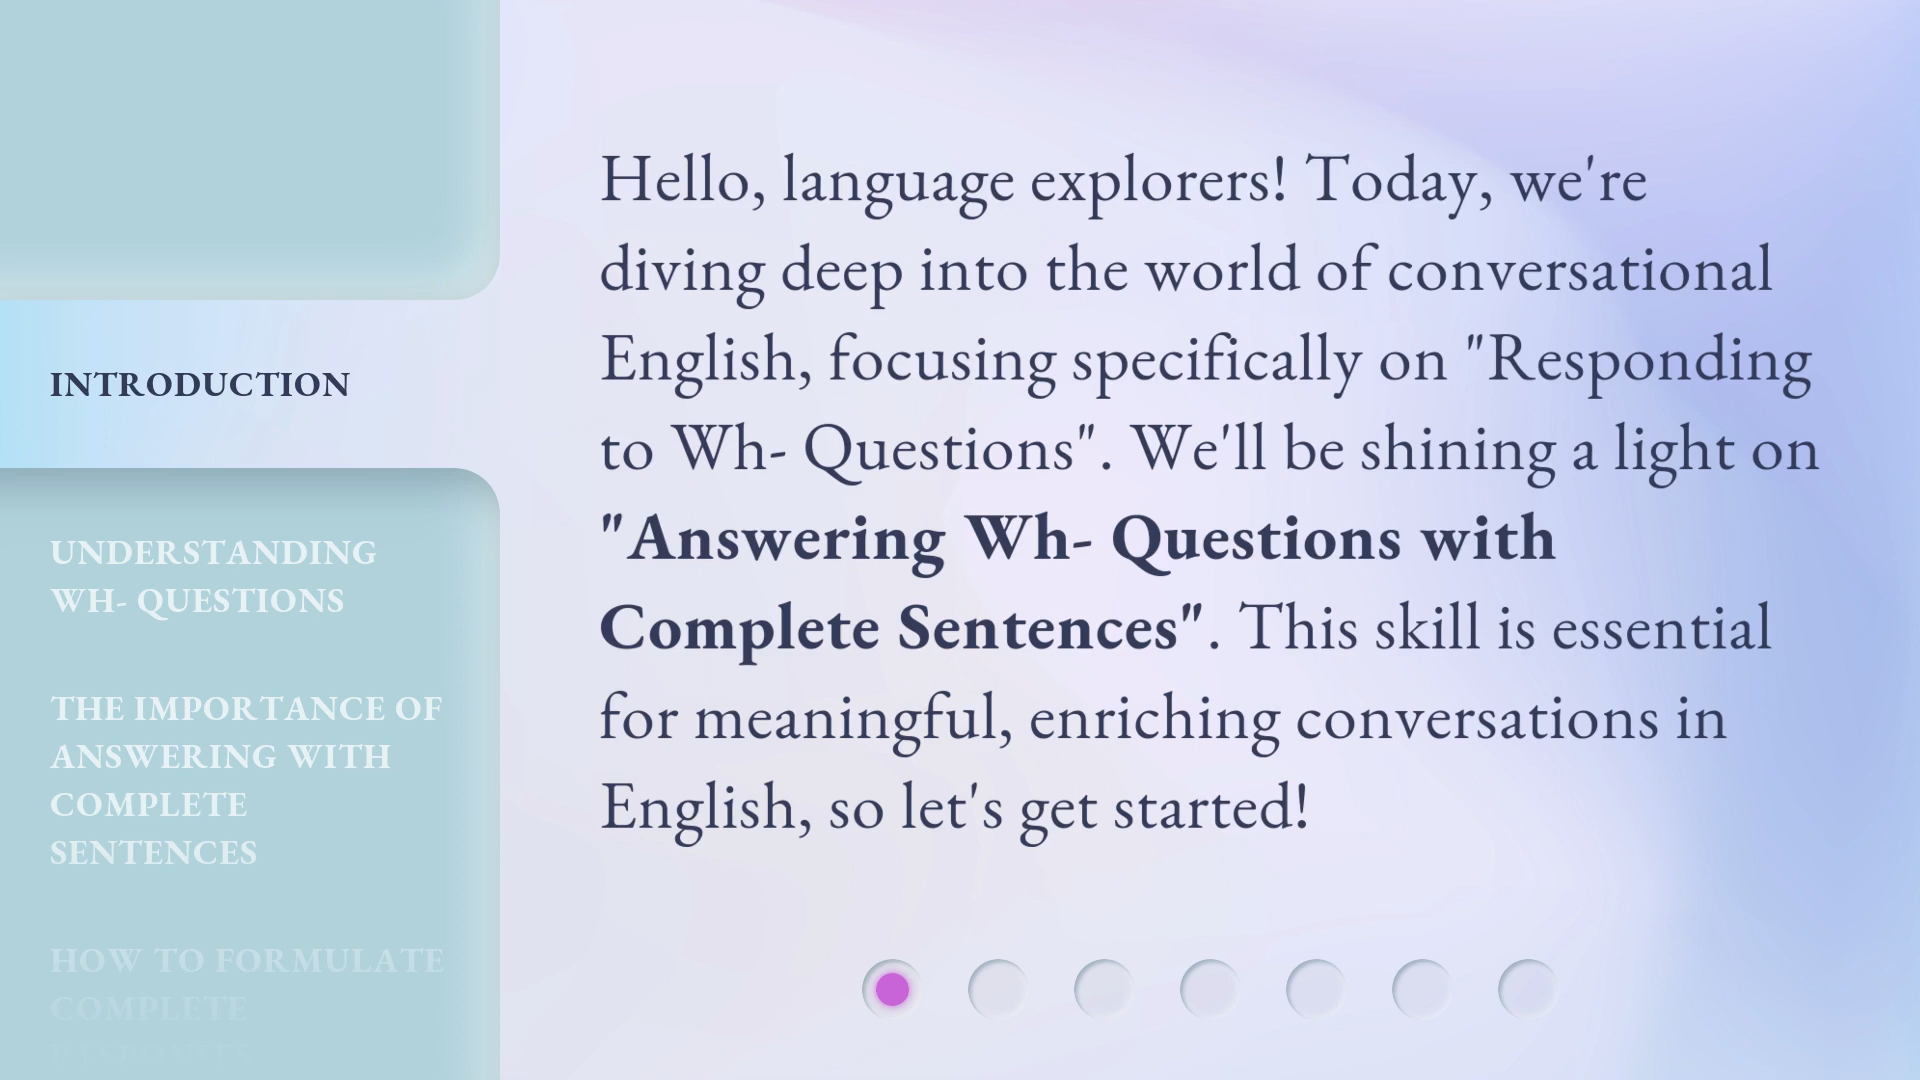 INTRODUCTION
UNDERSTANDING
WH- QUESTIONS
THE IMPORTANCE OF
ANSWERING WITH
COMPLETE
SENTENCES
HOW TO FORMULATE
COMPLETE
RESPONSES
Hello, language explorers! Today, we're
diving deep into the world of conversational
English, focusing specifically on "Responding
to Wh- Questions". We'll be shining a light on
"Answering Wh- Questions with
Complete Sentences". This skill is essential
for meaningful, enriching conversations in
English, so let's get started!